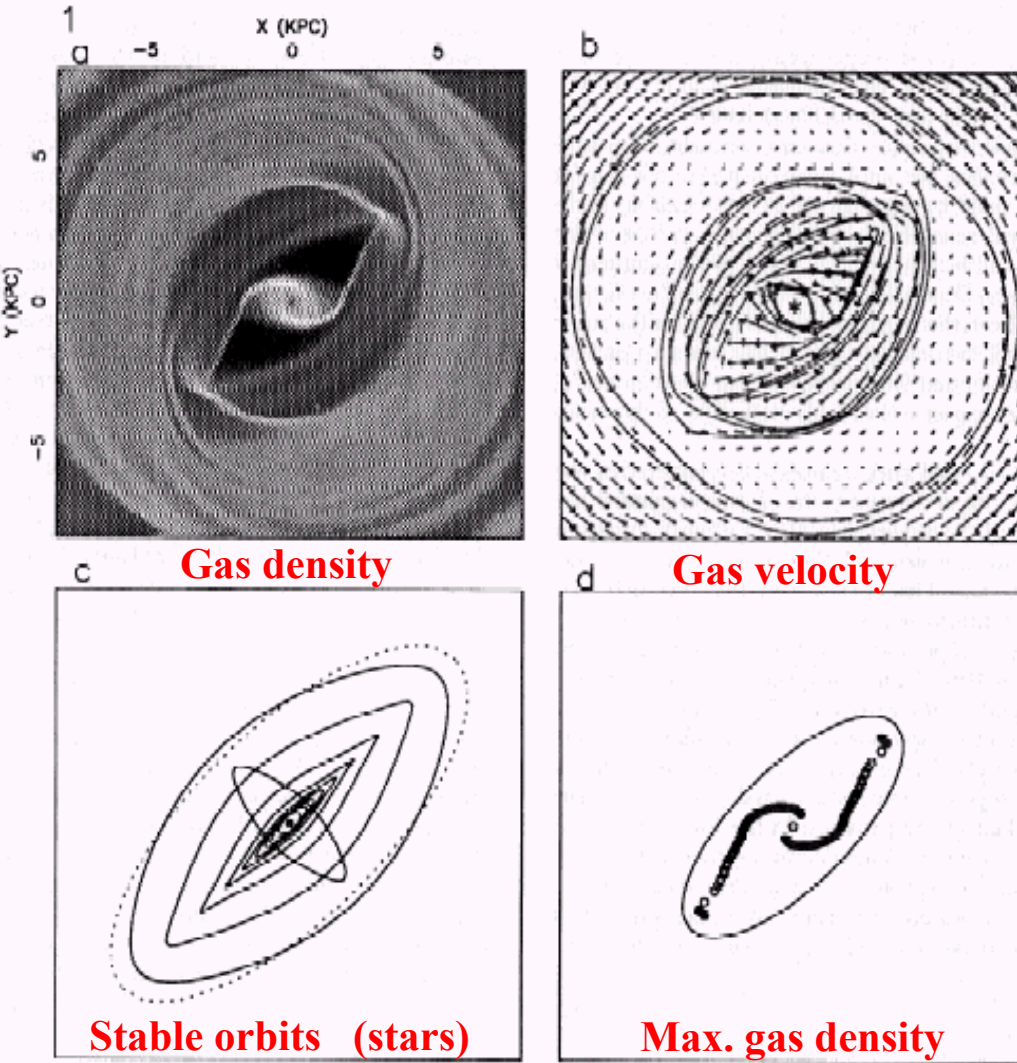 1
X (KPC)
a -5 0 5
b
Y (KPC)
5
0
-5
Gas density
Gas velocity
c
d
Stable orbits (stars)
Max. gas density